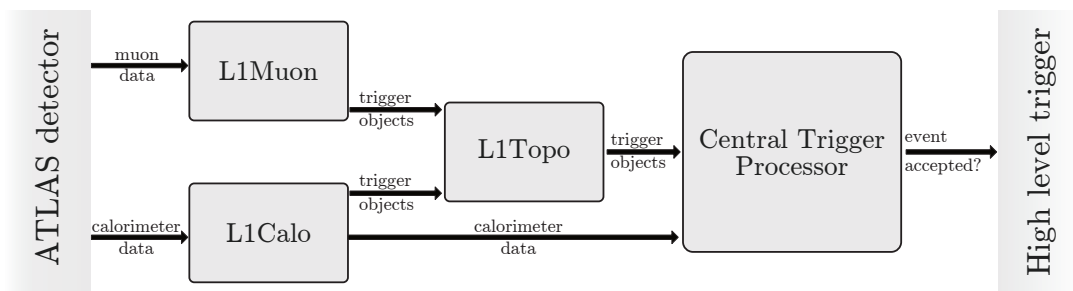 ATLAS detector
muon
data
L1Muon
trigger
objects
calorimeter
data
L1Calo
trigger
objects
calorimeter
data
L1Topo
trigger
objects
Central Trigger
Processor
event
accepted?
High level trigger